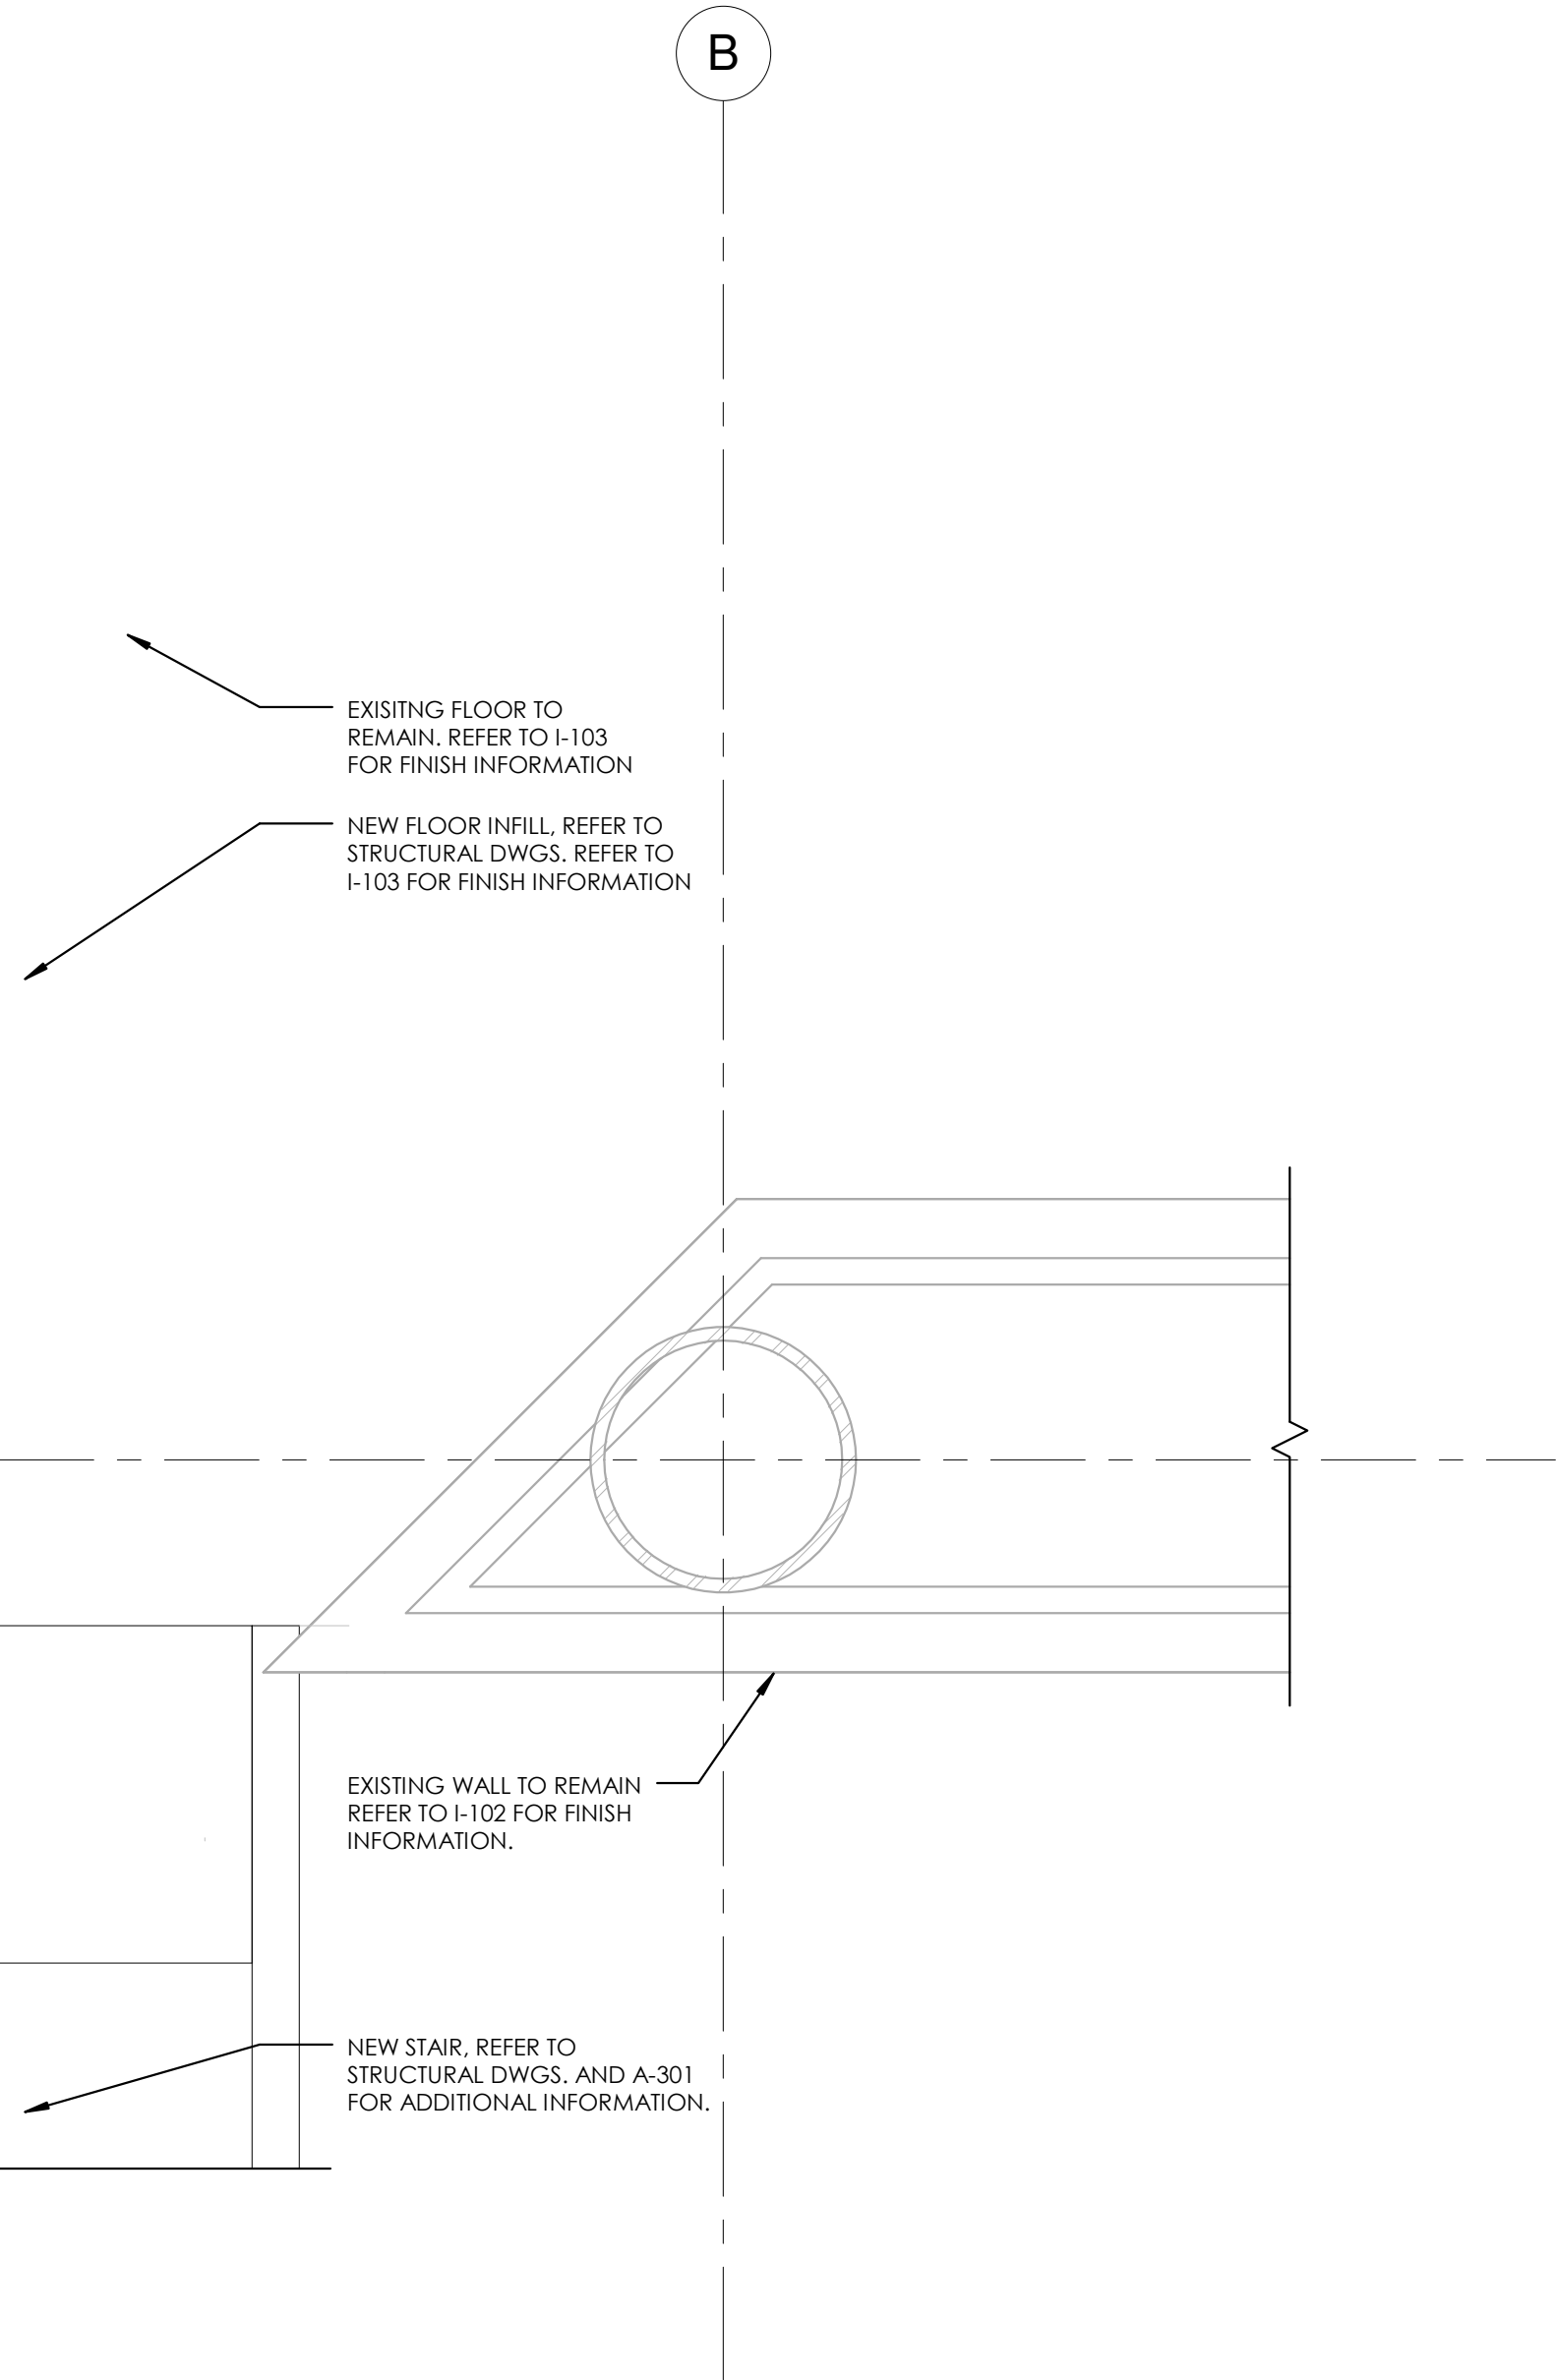 B
EXISITNG FLOOR TO
REMAIN. REFER TO I-103
FOR FINISH INFORMATION
NEW FLOOR INFILL, REFER TO
STRUCTURAL DWGS. REFER TO
I-103 FOR FINISH INFORMATION
EXISTING WALL TO REMAIN
REFER TO I-102 FOR FINISH
INFORMATION.
NEW STAIR, REFER TO
STRUCTURAL DWGS. AND A-301
FOR ADDITIONAL INFORMATION.